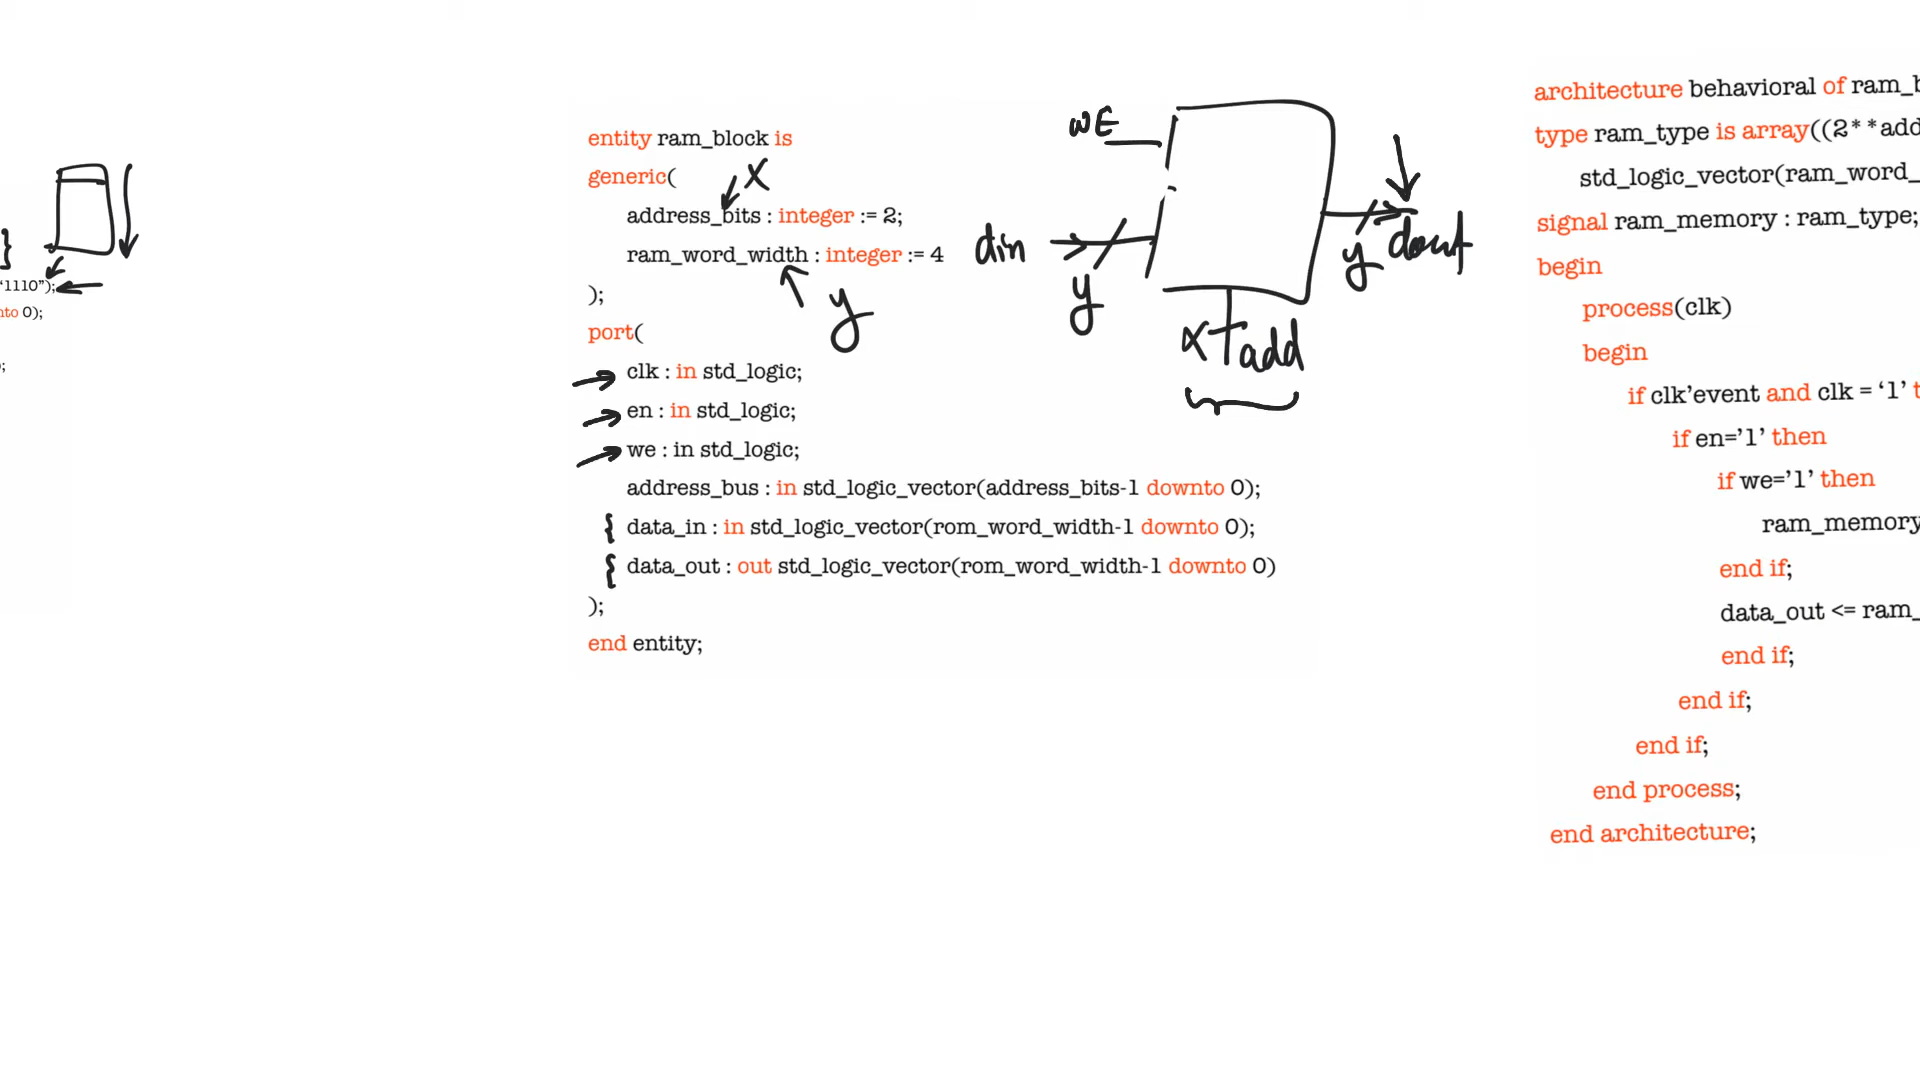 “1110”);
nto 0);
;
entity ram_block is
generic(
X
address_bits : integer := 2;
ram_word_width : integer := 4
y
);
port(
clk : in std_logic;
en : in std_logic;
we : in std_logic;
address_bus : in std_logic_vector(address_bits-1 downto 0);
{ data_in : in std_logic_vector(rom_word_width-1 downto 0);
{ data_out : out std_logic_vector(rom_word_width-1 downto 0)
);
end entity;
WE
din
y
y dout
x add
architecture behavioral of ram_b
type ram_type is array((2**add
std_logic_vector(ram_word_
signal ram_memory : ram_type;
begin
process(clk)
begin
if clk’event and clk = ‘1’ t
if en=’1’ then
if we=’1’ then
ram_memory
end if;
data_out <= ram_
end if;
end if;
end if;
end process;
end architecture;